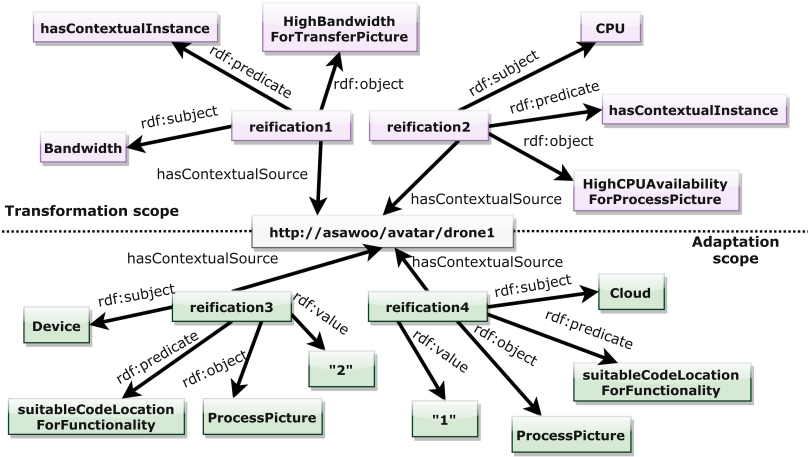 hasContextualInstance
HighBandwidth
ForTransferPicture
CPU
rdf:predicate
rdf:object
rdf:subject
rdf:subject
reification1
reification2
rdf:predicate
hasContextualInstance
Bandwidth
rdf:object
hasContextualSource
HighCPUAvailability
ForProcessPicture
hasContextualSource
Transformation scope
http://asawoo/avatar/drone1
Adaptation
scope
hasContextualSource
hasContextualSource
rdf:subject
rdf:subject
Cloud
Device
reification3
rdf:value
reification4
rdf:predicate
rdf:predicate
rdf:object
rdf:value
rdf:object
"2"
suitableCodeLocation
ForFunctionality
suitableCodeLocation
ForFunctionality
ProcessPicture
"1"
ProcessPicture